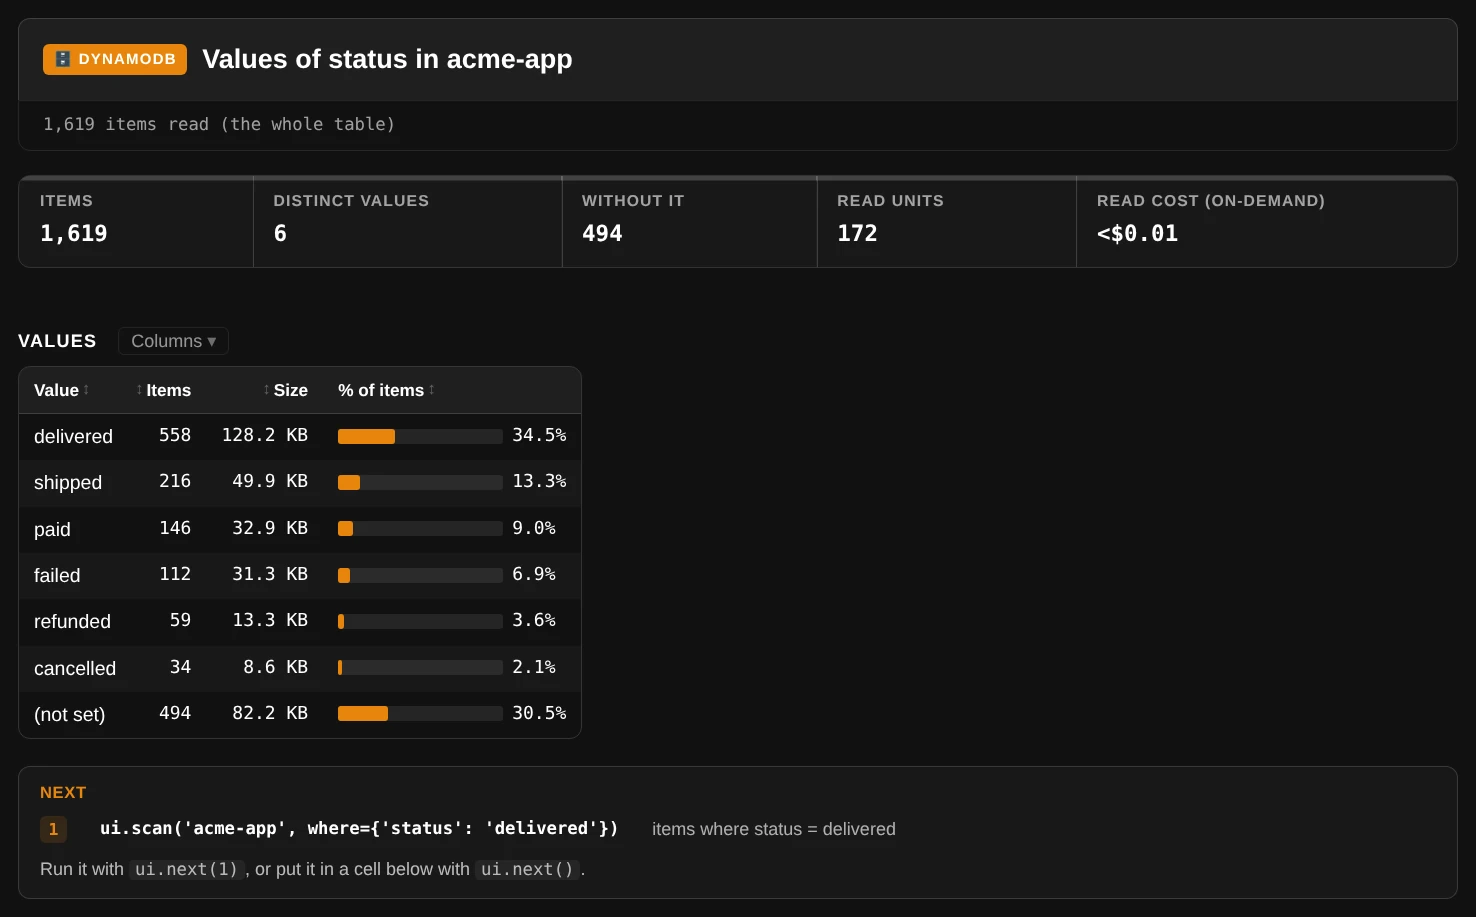 DYNAMODB Values of status in acme-app
1,619 items read (the whole table)
ITEMS DISTINCT VALUES WITHOUT IT READ UNITS READ COST (ON-DEMAND)
1,619 6 494 172 <$0.01
VALUES Columns ▾
Value↕ ↕Items ↕Size % of items↕
delivered 558 128.2 KB 34.5%
shipped 216 49.9 KB 13.3%
paid 146 32.9 KB 9.0%
failed 112 31.3 KB 6.9%
refunded 59 13.3 KB 3.6%
cancelled 34 8.6 KB 2.1%
(not set) 494 82.2 KB 30.5%
NEXT
1 ui.scan('acme-app', where={'status': 'delivered'}) items where status = delivered
Run it with ui.next(1), or put it in a cell below with ui.next().